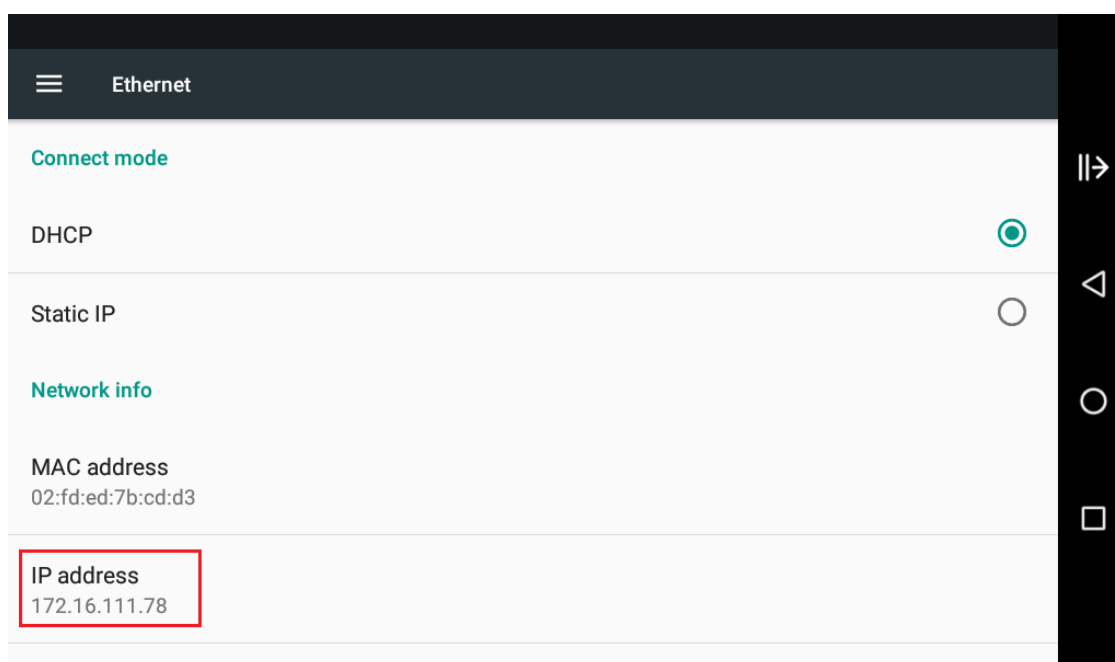 Ethernet
Connect mode
DHCP
Static IP
Network info
MAC address
02:fd:ed:7b:cd:d3
IP address
172.16.111.78